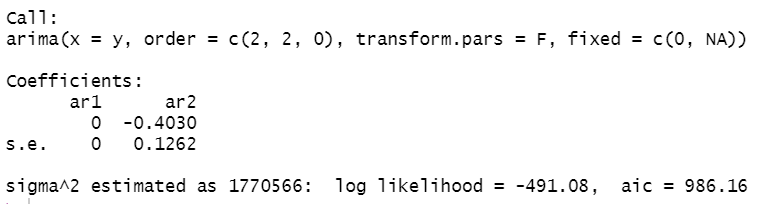 Call:
arima(x = y, order = c(2, 2, 0), transform.pars = F, fixed = c(0, NA))
Coefficients:
ar1 ar2
0 -0.4030
s.e. 0 0.1262
sigma^2 estimated as 1770566: log likelihood = -491.08, aic = 986.16